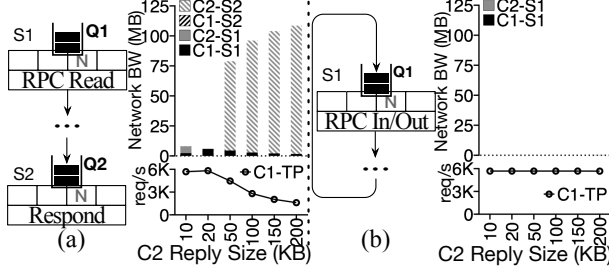 S1
Q1
N
RPC Read
...
S2
Q2
N
Respond
(a)
Network BW (MB)
125
100
75
50
25
0
C2-S2
C1-S2
C2-S1
C1-S1
req/s
6K
3K
0
C1-TP
10
20
50
100
150
200
C2 Reply Size (KB)
S1
Q1
N
RPC In/Out
...
(b)
Network BW (MB)
125
100
75
50
25
0
C2-S1
C1-S1
req/s
6K
3K
0
C1-TP
10
20
50
100
150
200
C2 Reply Size (KB)